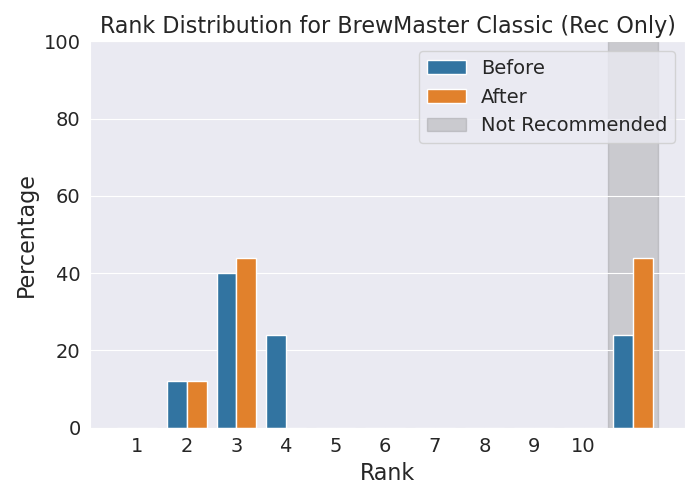 Rank Distribution for BrewMaster Classic (Rec Only)
Before
After
Not Recommended
Percentage
100
80
60
40
20
0
1 2 3 4 5 6 7 8 9 10
Rank